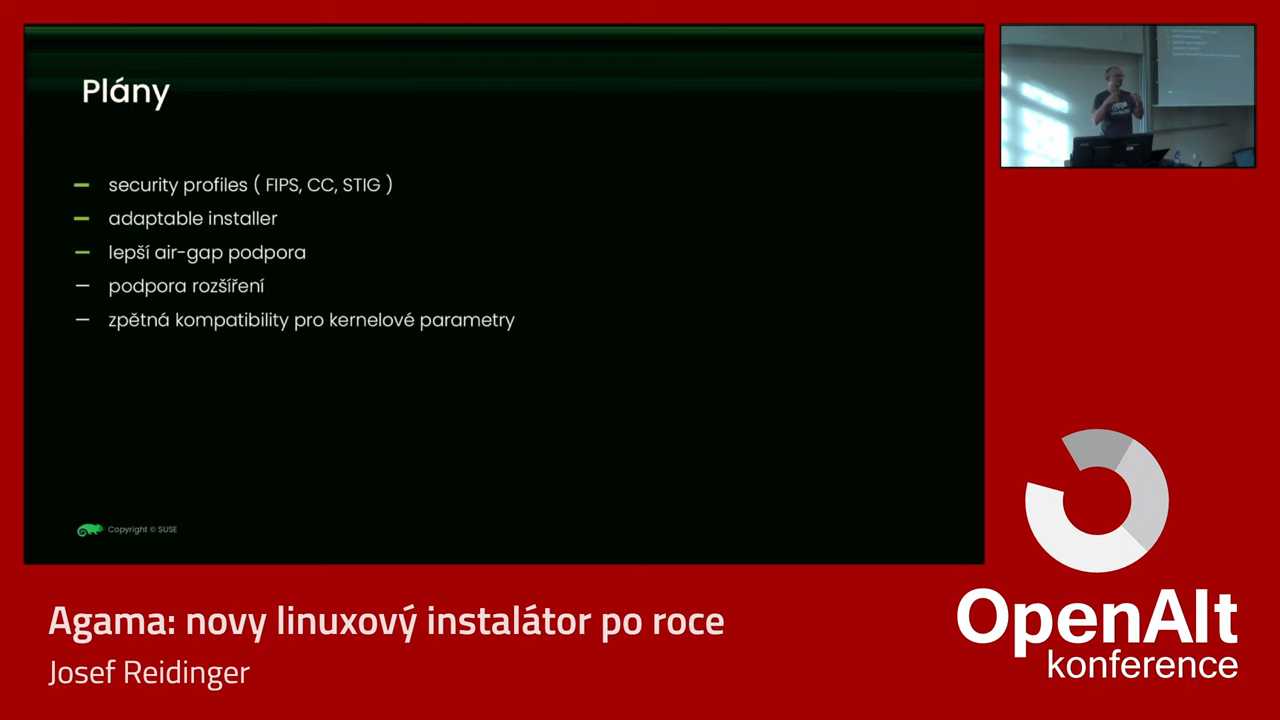 Plány
security profiles ( FIPS, CC, STIG )
adaptable installer
lepší air-gap podpora
podpora rozšíření
zpětná kompatibility pro kernelové parametry
Copyright © SUSE
Agama: novy linuxový instalátor po roce
Josef Reidinger
OpenAlt
konference